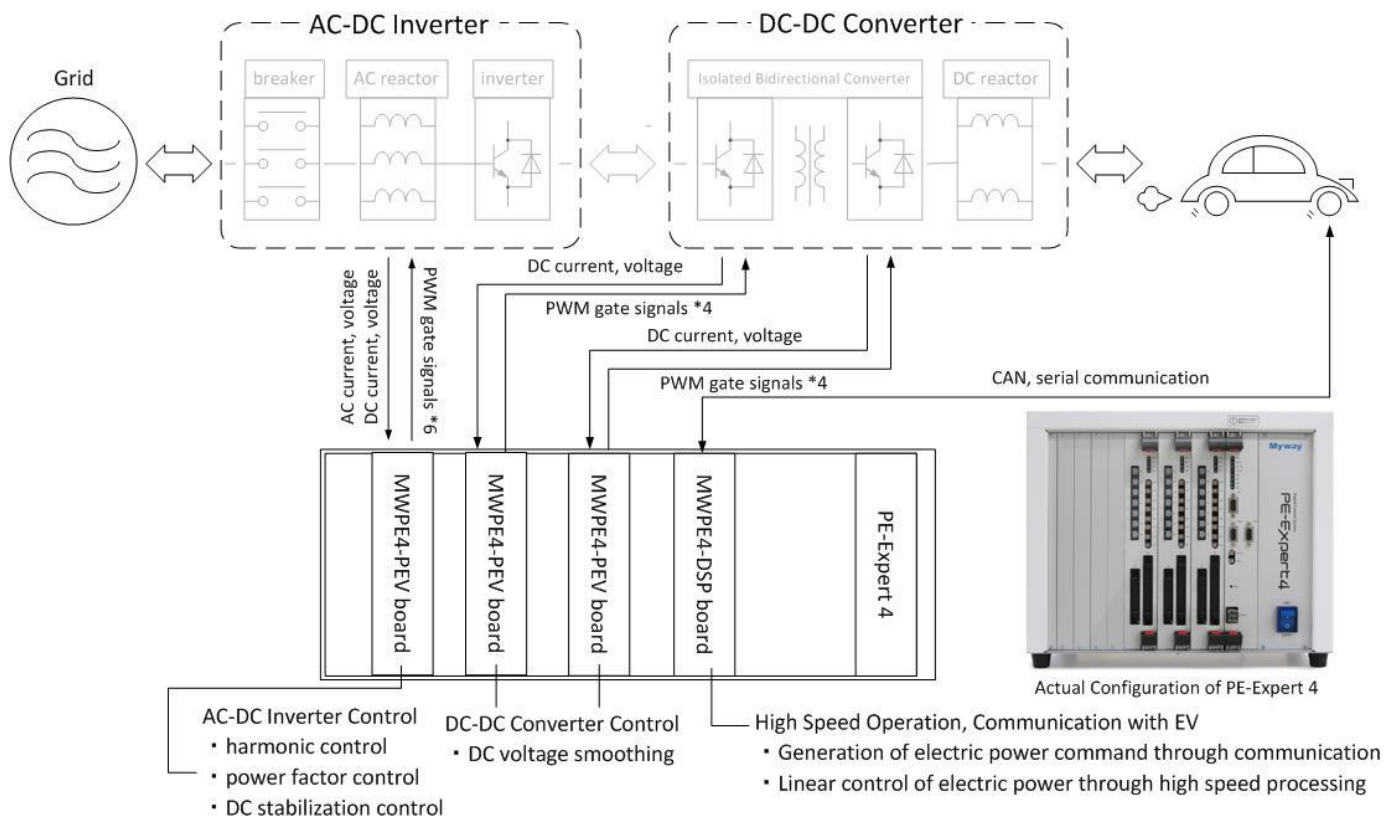 AC-DC Inverter
DC-DC Converter
Grid
breaker
AC reactor
inverter
Isolated Bidirectional Converter
DC reactor
AC current, voltage
DC current, voltage
PWM gate signals *6
DC current, voltage
PWM gate signals *4
DC current, voltage
PWM gate signals *4
CAN, serial communication
MWPE4-PEV board
MWPE4-PEV board
MWPE4-PEV board
MWPE4-DSP board
PE-Expert 4
Myway
PE-Expert4
Actual Configuration of PE-Expert 4
AC-DC Inverter Control
・harmonic control
・power factor control
・DC stabilization control
DC-DC Converter Control
・DC voltage smoothing
High Speed Operation, Communication with EV
・Generation of electric power command through communication
・Linear control of electric power through high speed processing